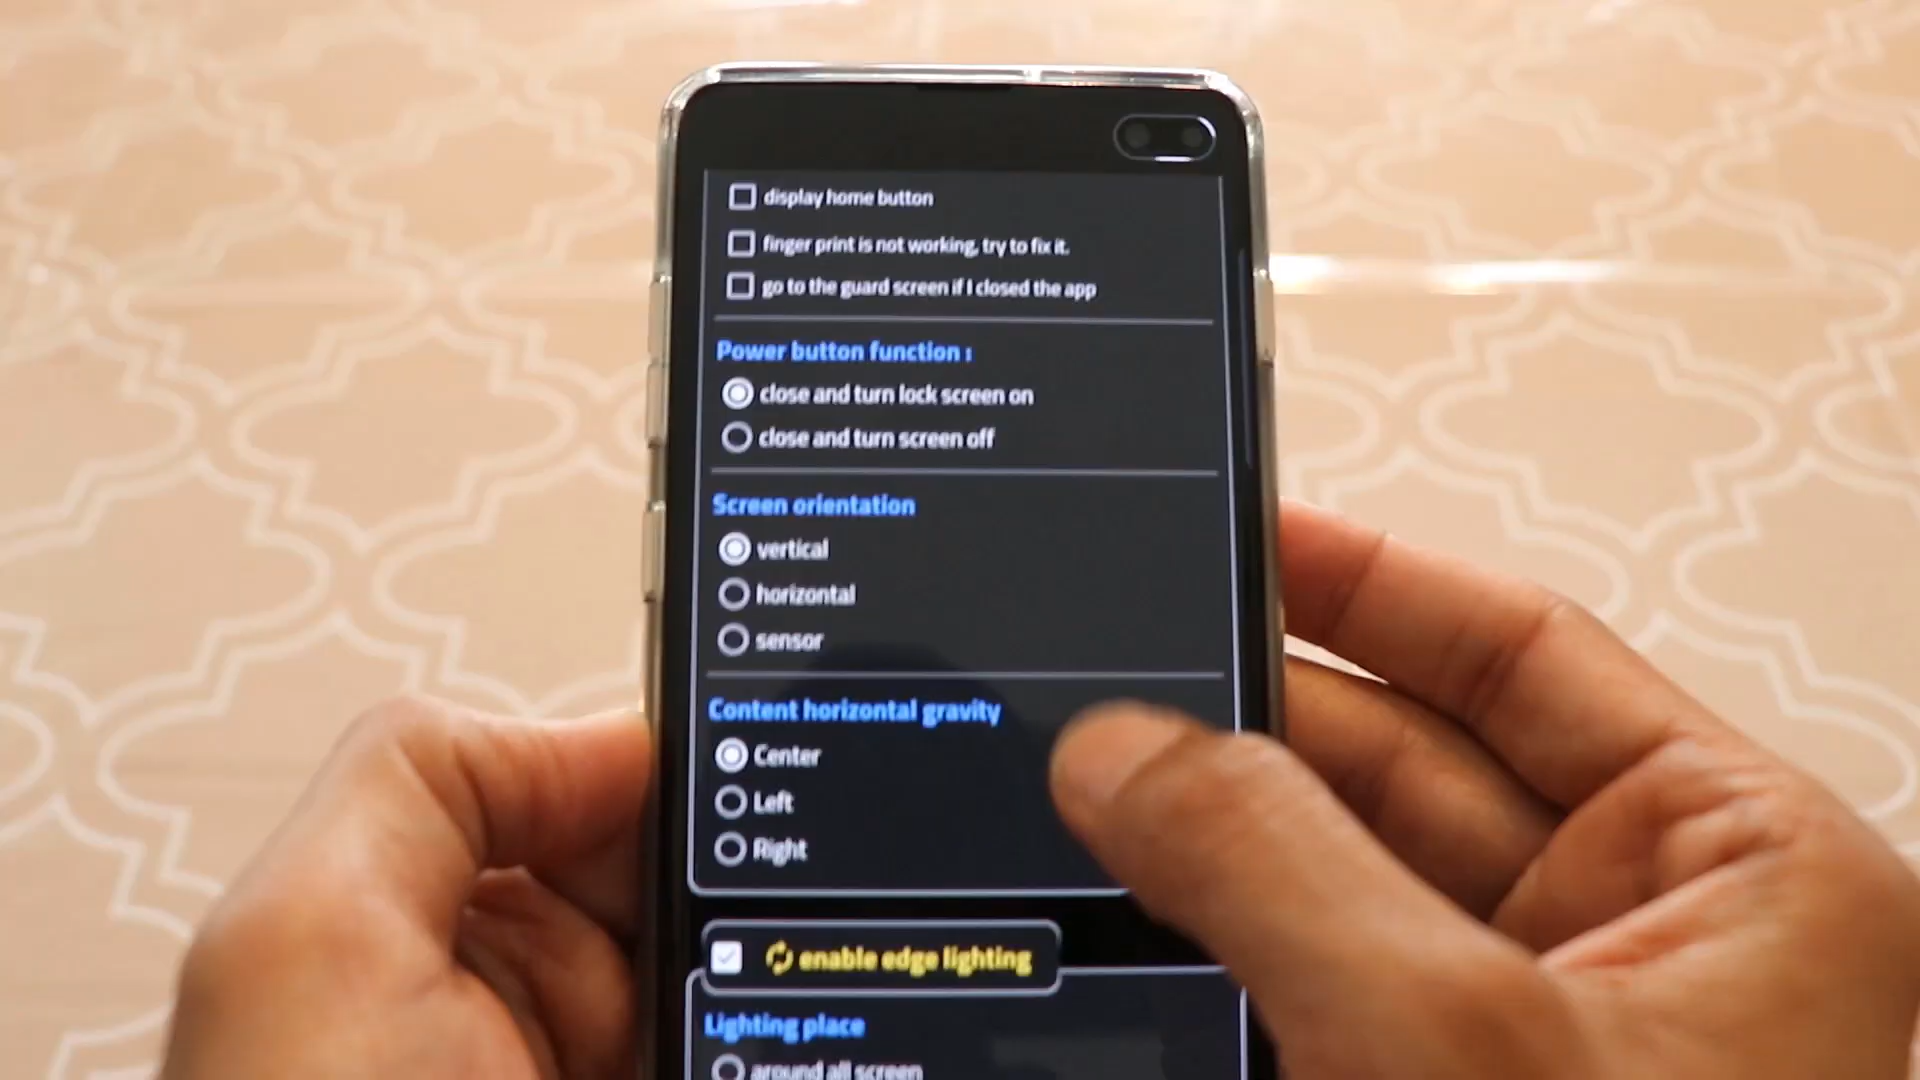 display home button
finger print is not working, try to fix it.
go to the guard screen if I closed the app
Power button function :
close and turn lock screen on
close and turn screen off
Screen orientation
vertical
horizontal
sensor
Content horizontal gravity
Center
Left
Right
enable edge lighting
Lighting place
around all screen